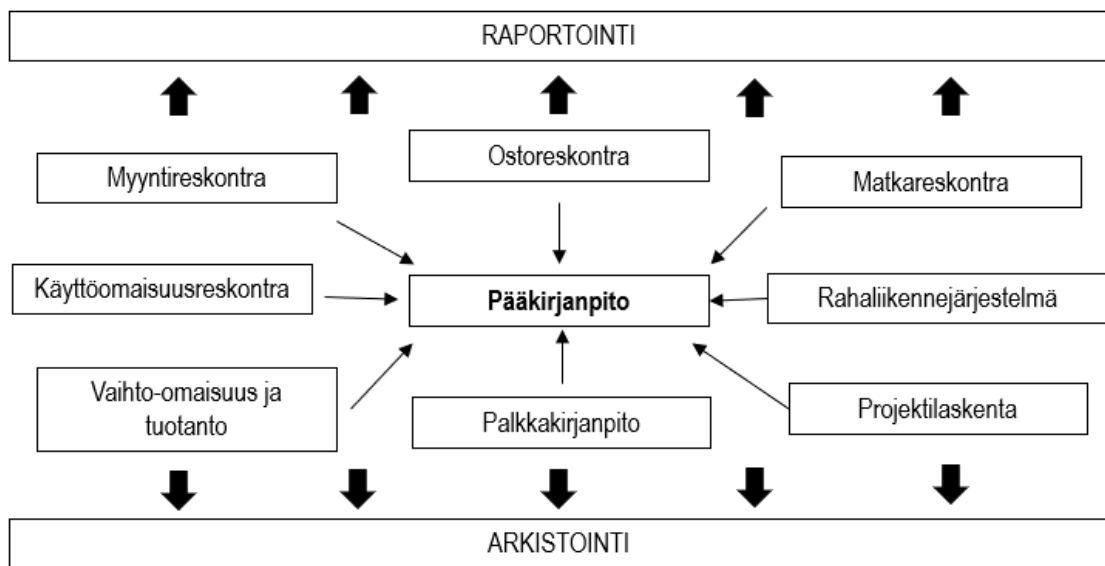 RAPORTOINTI
Myyntireskontra
Ostoreskontra
Matkareskontra
Käyttöomaisuusreskontra
Pääkirjanpito
Rahaliikennejärjestelmä
Vaihto-omaisuus ja
tuotanto
Palkkakirjanpito
Projektilaskenta
ARKISTOINTI